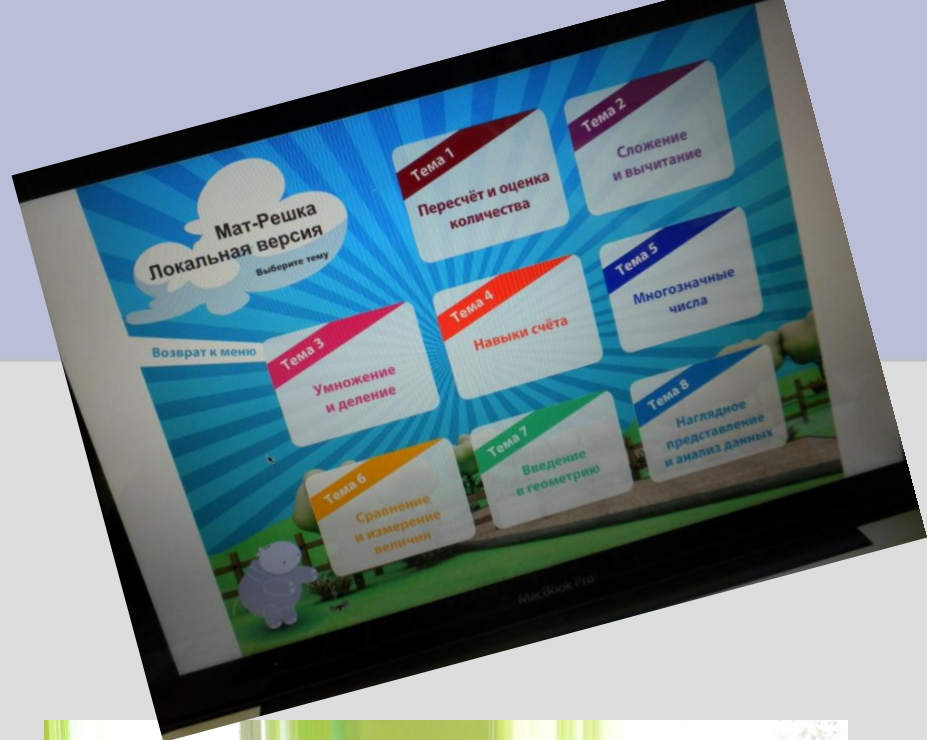 Мат-Решка
Локальная версия
Выберите тему
Возврат к меню
Тема 1
Пересчёт и оценка
количества
Тема 2
Сложение
и вычитание
Тема 3
Умножение
и деление
Тема 4
Навыки счёта
Тема 5
Многозначные
числа
Тема 6
Сравнение
и измерение
величин
Тема 7
Введение
в геометрию
Тема 8
Наглядное
представление
и анализ данных
MacBook Pro